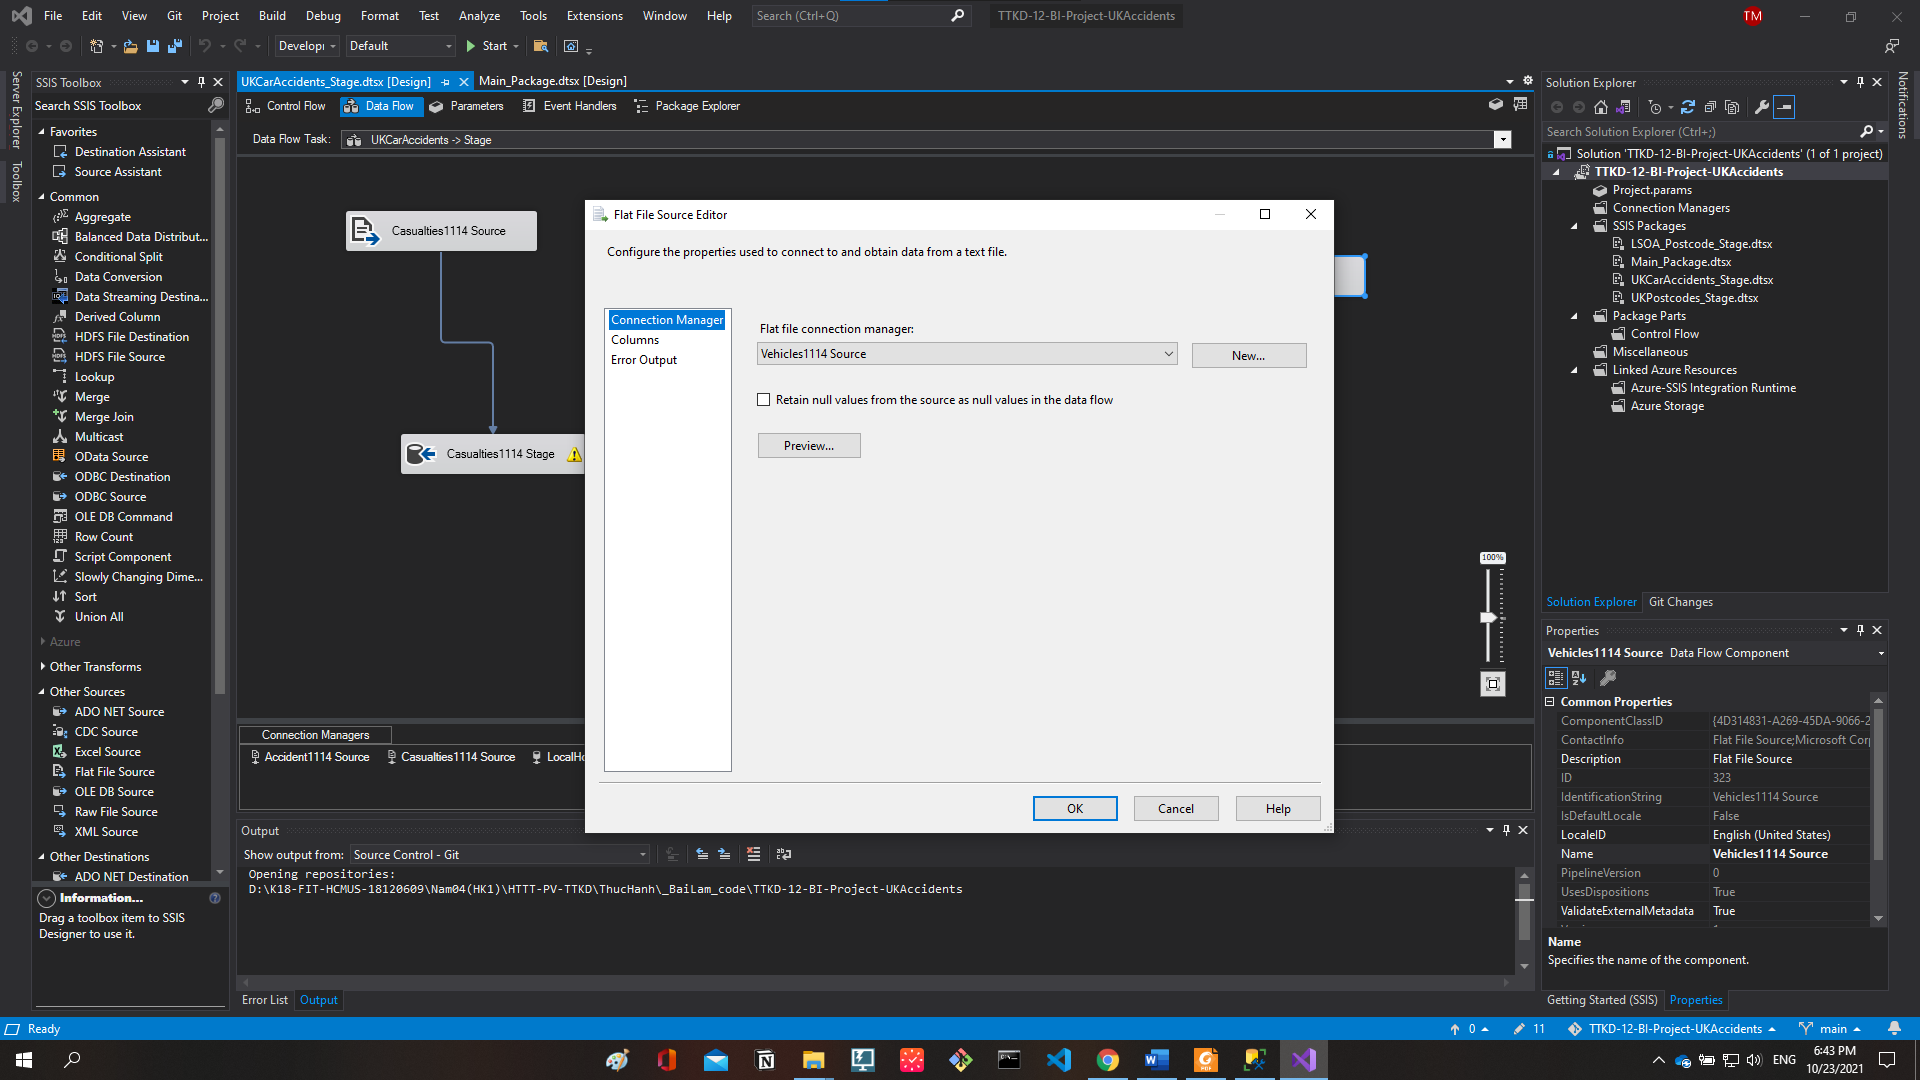 File Edit View Git Project Build Debug Format Test Analyze Tools Extensions Window Help Search (Ctrl+Q) TTKD-12-BI-Project-UKAccidents TM
Default Start
SSIS Toolbox
Search SSIS Toolbox
Favorites
Destination Assistant
Source Assistant
Common
Aggregate
Balanced Data Distribut...
Conditional Split
Data Conversion
Data Streaming Destina...
Derived Column
HDFS File Destination
HDFS File Source
Lookup
Merge
Merge Join
Multicast
OData Source
ODBC Destination
ODBC Source
OLE DB Command
Row Count
Script Component
Slowly Changing Dime...
Sort
Union All
Azure
Other Transforms
Other Sources
ADO NET Source
CDC Source
Excel Source
Flat File Source
OLE DB Source
Raw File Source
XML Source
Other Destinations
ADO NET Destination
Information...
Drag a toolbox item to SSIS
Designer to use it.
Server Explorer
Toolbox
UKCarAccidents_Stage.dtsx [Design] Main_Package.dtsx [Design]
Control Flow Data Flow Parameters Event Handlers Package Explorer
Data Flow Task: UKCarAccidents -> Stage
Casualties1114 Source
Casualties1114 Stage
100%
Flat File Source Editor
Configure the properties used to connect to and obtain data from a text file.
Connection Manager
Columns
Error Output
Flat file connection manager:
Vehicles1114 Source
New...
Retain null values from the source as null values in the data flow
Preview...
OK Cancel Help
Connection Managers
Accident1114 Source Casualties1114 Source
Output
Show output from: Source Control - Git
Opening repositories:
D:\K18-FIT-HCMUS-18120609\Nam04(HK1)\HTTT-PV-TTKD\ThucHanh\_BaiLam_code\TTKD-12-BI-Project-UKAccidents
Error List Output
Solution Explorer
Search Solution Explorer (Ctrl+;)
Solution 'TTKD-12-BI-Project-UKAccidents' (1 of 1 project)
TTKD-12-BI-Project-UKAccidents
Project.params
Connection Managers
SSIS Packages
LSOA_Postcode_Stage.dtsx
Main_Package.dtsx
UKCarAccidents_Stage.dtsx
UKPostcodes_Stage.dtsx
Package Parts
Control Flow
Miscellaneous
Linked Azure Resources
Azure-SSIS Integration Runtime
Azure Storage
Solution Explorer Git Changes
Properties
Vehicles1114 Source Data Flow Component
Common Properties
ComponentClassID {4D314831-A269-45DA-9066-2
ContactInfo Flat File Source;Microsoft Cor
Description Flat File Source
ID 323
IdentificationString Vehicles1114 Source
IsDefaultLocale False
LocaleID English (United States)
Name Vehicles1114 Source
PipelineVersion 0
UsesDispositions True
ValidateExternalMetadata True
Name
Specifies the name of the component.
Getting Started (SSIS) Properties
Notifications
Ready 0 11 TTKD-12-BI-Project-UKAccidents main
ENG
6:43 PM
10/23/2021